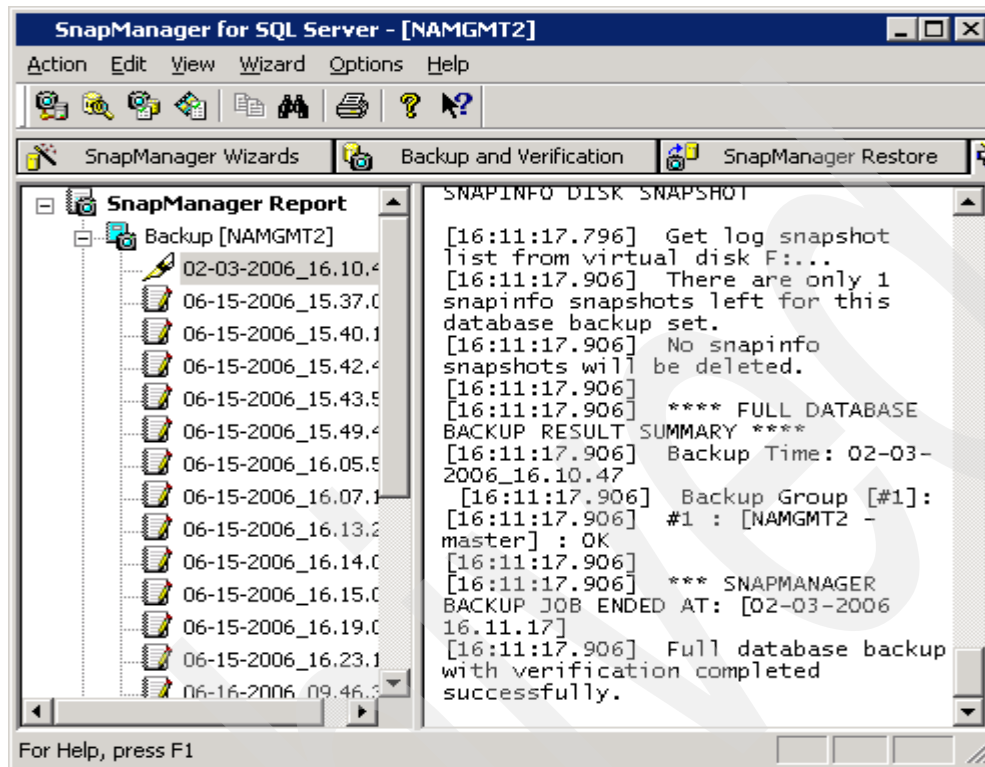 SnapManager for SQL Server - [NAMGMT2]
Action Edit View Wizard Options Help
SnapManager Wizards Backup and Verification SnapManager Restore
SnapManager Report
Backup [NAMGMT2]
02-03-2006_16.10.4
06-15-2006_15.37.0
06-15-2006_15.40.1
06-15-2006_15.42.4
06-15-2006_15.43.5
06-15-2006_15.49.4
06-15-2006_16.05.5
06-15-2006_16.07.1
06-15-2006_16.13.2
06-15-2006_16.14.0
06-15-2006_16.15.0
06-15-2006_16.19.0
06-15-2006_16.23.1
06-16-2006_09.46.3
SNAPINFO DISK SNAPSHOT
[16:11:17.796] Get log snapshot
list from virtual disk F:...
[16:11:17.906] There are only 1
snapinfo snapshots left for this
database backup set.
[16:11:17.906] No snapinfo
snapshots will be deleted.
[16:11:17.906]
[16:11:17.906] **** FULL DATABASE
BACKUP RESULT SUMMARY ****
[16:11:17.906] Backup Time: 02-03-
2006_16.10.47
[16:11:17.906] Backup Group [#1]:
[16:11:17.906] #1 : [NAMGMT2 -
master] : OK
[16:11:17.906]
[16:11:17.906] *** SNAPMANAGER
BACKUP JOB ENDED AT: [02-03-2006
16.11.17]
[16:11:17.906] Full database backup
with verification completed
successfully.
For Help, press F1